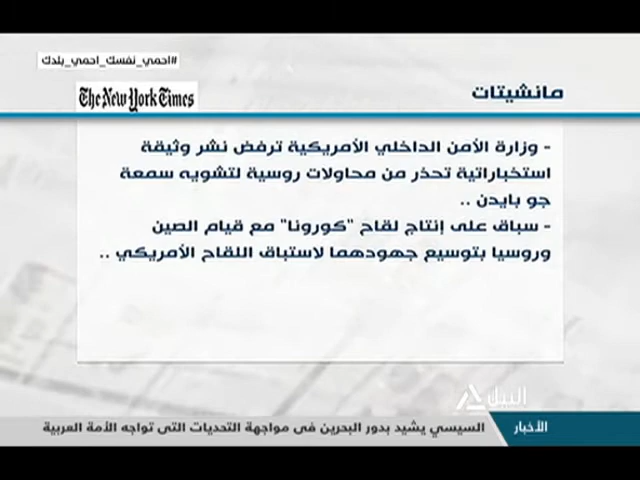 #احمي_نفسك_احمي_بلدك
مانشيتات
The New York Times
- وزارة الأمن الداخلي الأمريكية ترفض نشر وثيقة
استخباراتية تحذر من محاولات روسية لتشويه سمعة
جو بايدن ..
- سباق على إنتاج لقاح "كورونا" مع قيام الصين
وروسيا بتوسيع جهودهما لاستباق اللقاح الأمريكي ..
النيل
الأخبار
السيسي يشيد بدور البحرين فى مواجهة التحديات التى تواجه الأمة العربية